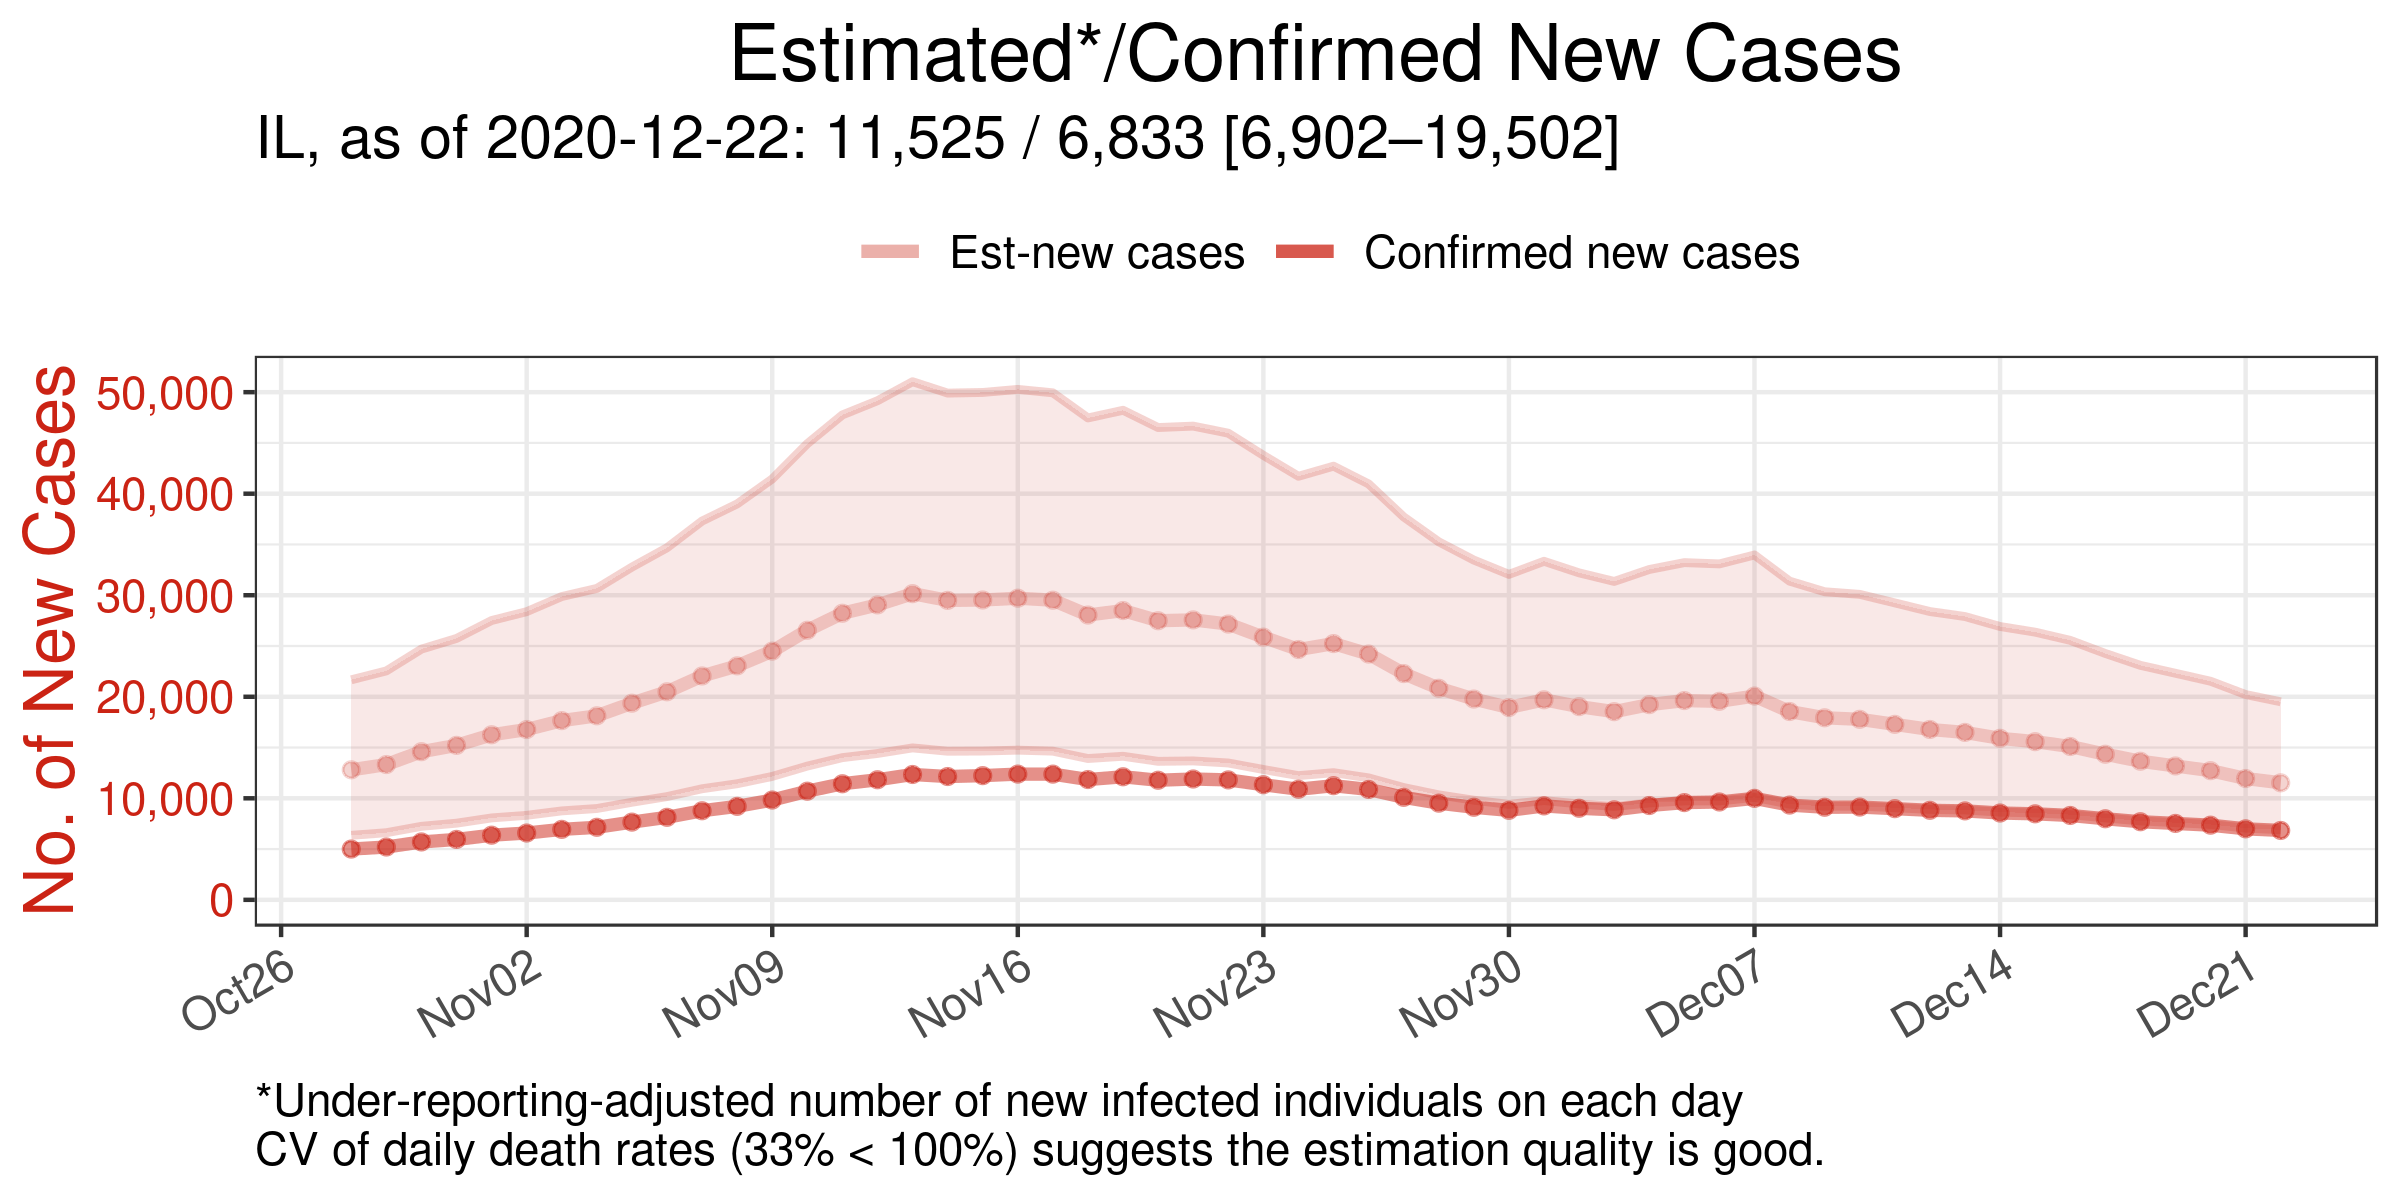 Estimated*/Confirmed New Cases
IL, as of 2020-12-22: 11,525 / 6,833 [6,902–19,502]
Est-new cases
Confirmed new cases
No. of New Cases
50,000
40,000
30,000
20,000
10,000
0
Oct26
Nov02
Nov09
Nov16
Nov23
Nov30
Dec07
Dec14
Dec21
*Under-reporting-adjusted number of new infected individuals on each day
CV of daily death rates (33% < 100%) suggests the estimation quality is good.